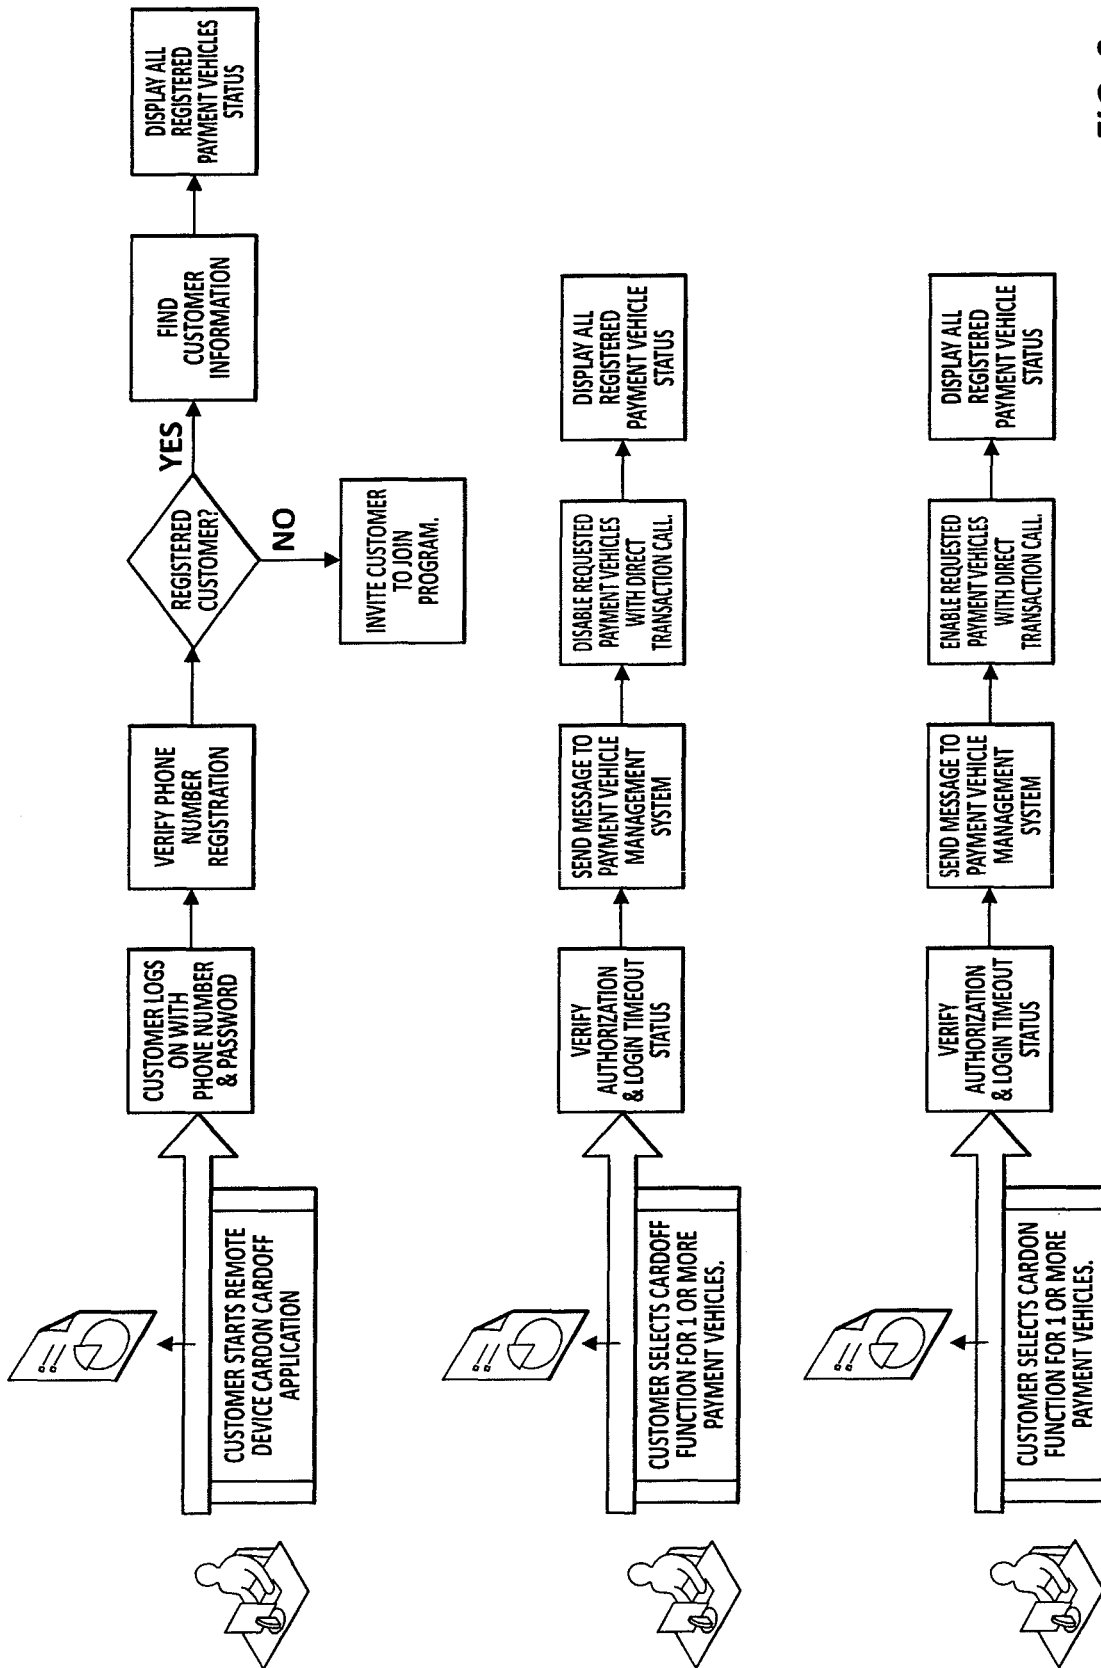 CUSTOMER STARTS REMOTE
DEVICE CARDON CARDOFF
APPLICATION
CUSTOMER LOGS
ON WITH
PHONE NUMBER
& PASSWORD
VERIFY PHONE
NUMBER
REGISTRATION
REGISTERED
CUSTOMER?
YES
NO
FIND
CUSTOMER
INFORMATION
DISPLAY ALL
REGISTERED
PAYMENT VEHICLES
STATUS
INVITE CUSTOMER
TO JOIN
PROGRAM.
CUSTOMER SELECTS CARDOFF
FUNCTION FOR 1 OR MORE
PAYMENT VEHICLES.
VERIFY
AUTHORIZATION
& LOGIN TIMEOUT
STATUS
SEND MESSAGE TO
PAYMENT VEHICLE
MANAGEMENT
SYSTEM
DISABLE REQUESTED
PAYMENT VEHICLES
WITH DIRECT
TRANSACTION CALL.
DISPLAY ALL
REGISTERED
PAYMENT VEHICLE
STATUS
CUSTOMER SELECTS CARDON
FUNCTION FOR 1 OR MORE
PAYMENT VEHICLES.
VERIFY
AUTHORIZATION
& LOGIN TIMEOUT
STATUS
SEND MESSAGE TO
PAYMENT VEHICLE
MANAGEMENT
SYSTEM
ENABLE REQUESTED
PAYMENT VEHICLES
WITH DIRECT
TRANSACTION CALL.
DISPLAY ALL
REGISTERED
PAYMENT VEHICLE
STATUS